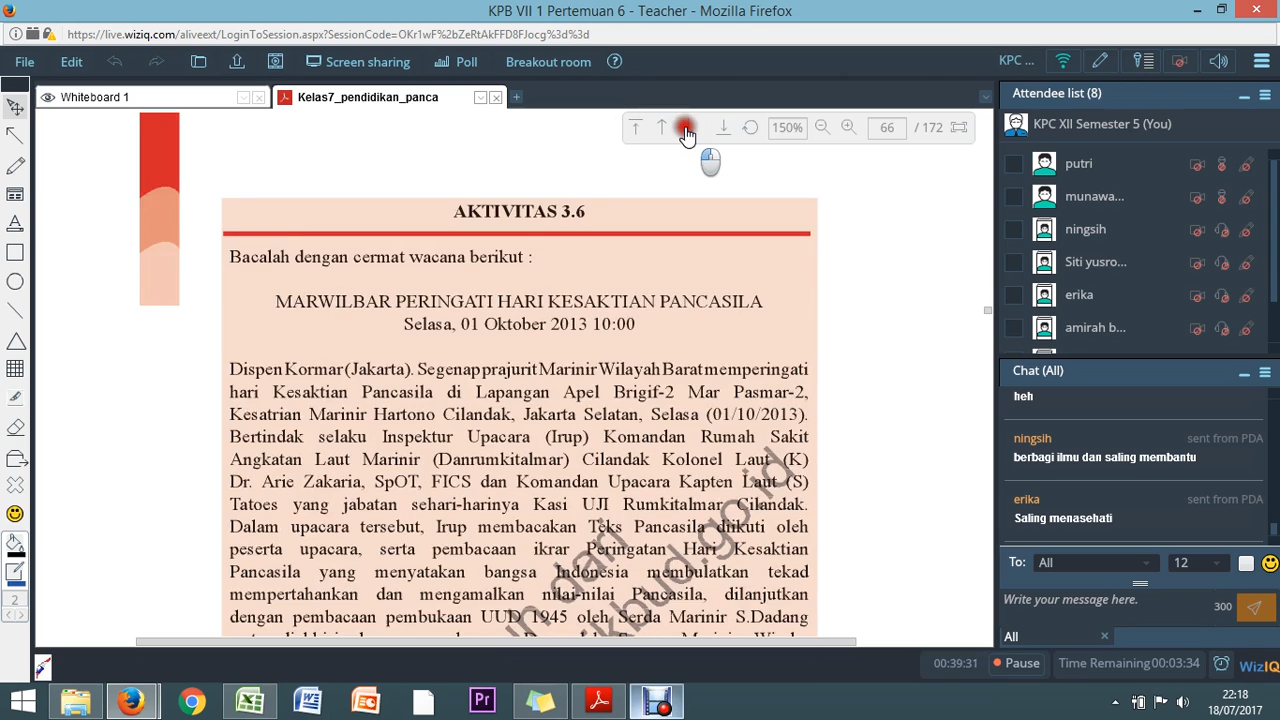 KPB VII 1 Pertemuan 6 - Teacher - Mozilla Firefox
https://live.wiziq.com/aliveext/LoginToSession.aspx?SessionCode=OKr1wF%2bZeRtAkFFD8FJocg%3d%3d
File Edit Screen sharing Poll Breakout room KPC ...
Whiteboard 1
Kelas7_pendidikan_panca
150% 66 / 172
AKTIVITAS 3.6
Bacalah dengan cermat wacana berikut :
MARWILBAR PERINGATI HARI KESAKTIAN PANCASILA
Selasa, 01 Oktober 2013 10:00
Dispen Kormar (Jakarta). Segenap prajurit Marinir Wilayah Barat memperingati
hari Kesaktian Pancasila di Lapangan Apel Brigif-2 Mar Pasmar-2,
Kesatrian Marinir Hartono Cilandak, Jakarta Selatan, Selasa (01/10/2013).
Bertindak selaku Inspektur Upacara (Irup) Komandan Rumah Sakit
Angkatan Laut Marinir (Danrumkitalmar) Cilandak Kolonel Laut (K)
Dr. Arie Zakaria, SpOT, FICS dan Komandan Upacara Kapten Laut (S)
Tatoes yang jabatan sehari-harinya Kasi UJI Rumkitalmar Cilandak.
Dalam upacara tersebut, Irup membacakan Teks Pancasila diikuti oleh
peserta upacara, serta pembacaan ikrar Peringatan Hari Kesaktian
Pancasila yang menyatakan bangsa Indonesia membulatkan tekad
mempertahankan dan mengamalkan nilai-nilai Pancasila, dilanjutkan
dengan pembacaan pembukaan UUD 1945 oleh Serda Marinir S.Dadang
Attendee list (8)
KPC XII Semester 5 (You)
putri
munawa...
ningsih
Siti yusro...
erika
amirah b...
Chat (All)
heh
ningsih sent from PDA
berbagi ilmu dan saling membantu
erika sent from PDA
Saling menasehati
To: All 12
Write your message here. 300
All
2
00:39:31 Pause Time Remaining 00:03:34 WizIQ
22:18
18/07/2017